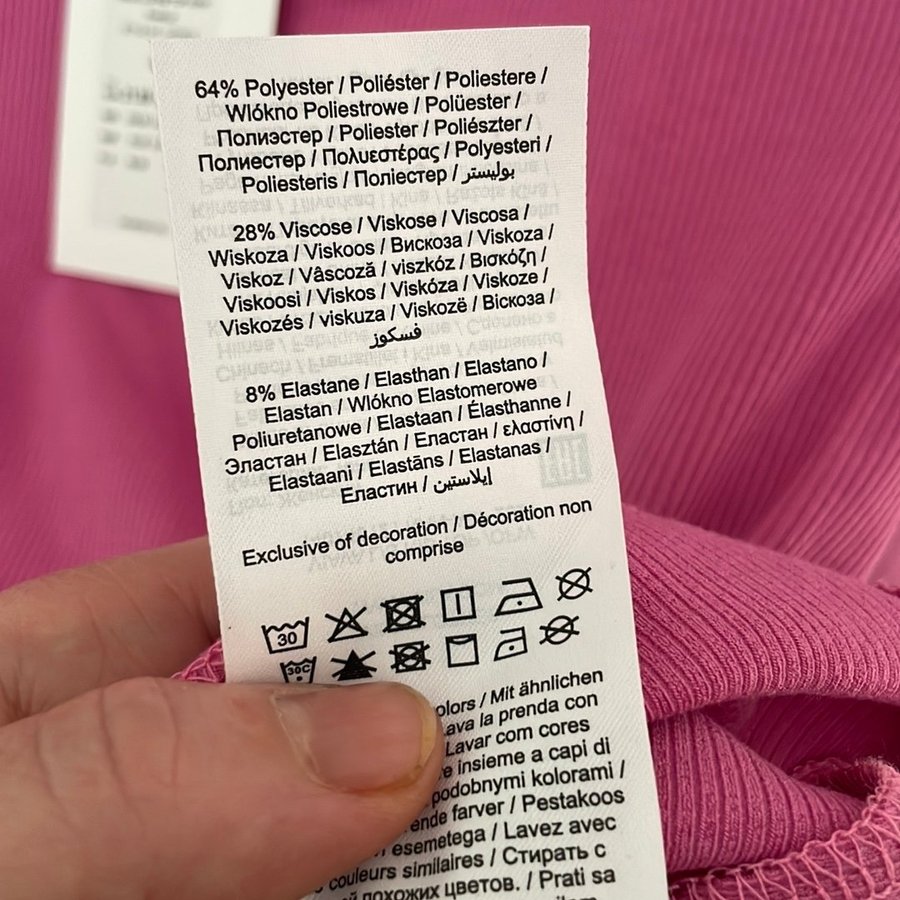 64% Polyester / Poliéster / Poliestere /
Wlókno Poliestrowe / Polüester /
Полиэстер / Poliester / Poliészter /
Полиестер / Πολυεστέρας / Polyesteri /
Poliesteris / Поліестер / بوليستر
28% Viscose / Viskose / Viscosa /
Wiskoza / Viskoos / Вискоза / Viskoza /
Viskoz / Vâscoză / viszkóz / Βισκόζη /
Viskoosi / Viskos / Viskóza / Viskoze /
Viskozés / viskuza / Viskozë / Віскоза /
فسكوز
8% Elastane / Elasthan / Elastano /
Elastan / Wlókno Elastomerowe
Poliuretanowe / Elastaan / Élasthanne /
Эластан / Elasztán / Еластан / ελαστίνη /
Elastaani / Elastāns / Elastanas /
Еластин / إيلاستين
Exclusive of decoration / Décoration non
comprise
30
30C
olors / Mit ähnlichen
ava la prenda con
Lavar com cores
e insieme a capi di
podobnymi kolorami /
ende farver / Pestakoos
esemetega / Lavez avec
couleurs similaires / Стирать с
похожих цветов. / Prati sa